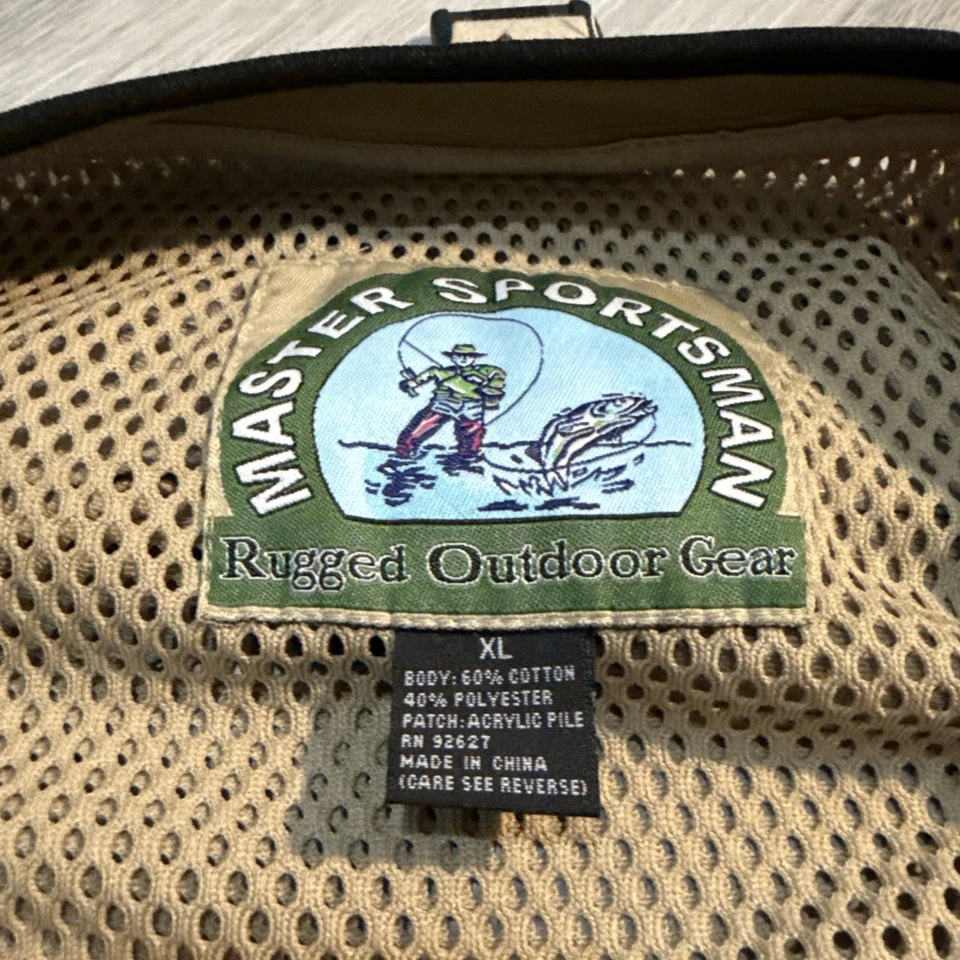 MASTER SPORTSMAN
Rugged Outdoor Gear
XL
BODY: 60% COTTON
40% POLYESTER
PATCH: ACRYLIC PILE
RN 92627
MADE IN CHINA
(CARE SEE REVERSE)